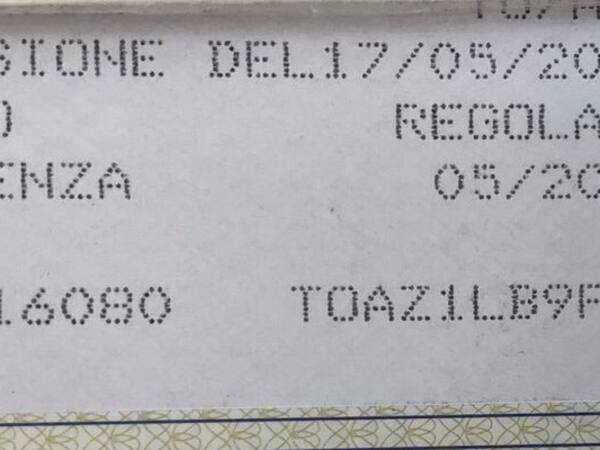 SIONE DEL17/05/20
REGOLA
ENZA 05/20
16080 TOAZ1LB9F